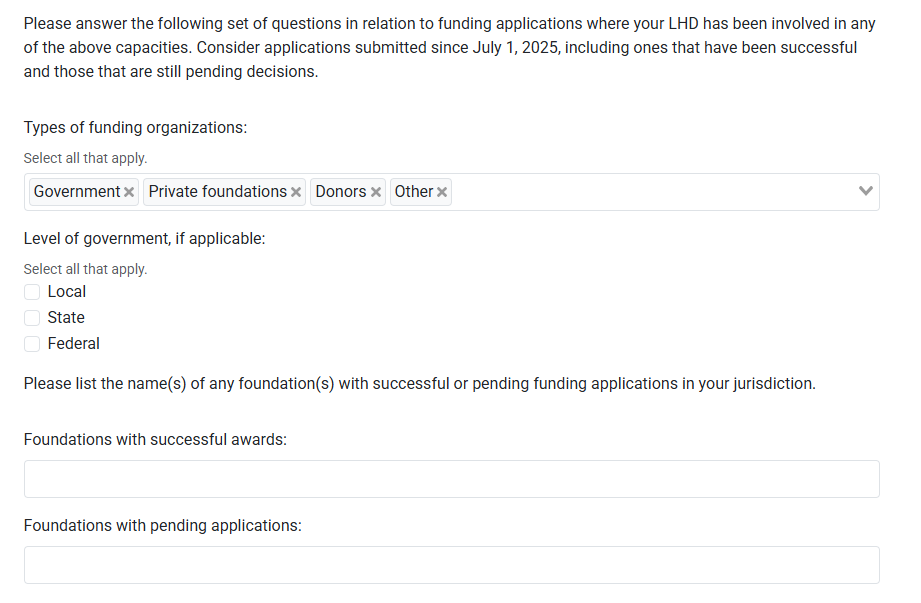 Please answer the following set of questions in relation to funding applications where your LHD has been involved in any
of the above capacities. Consider applications submitted since July 1, 2025, including ones that have been successful
and those that are still pending decisions.
Types of funding organizations:
Select all that apply.
Government Private foundations Donors Other
Level of government, if applicable:
Select all that apply.
Local
State
Federal
Please list the name(s) of any foundation(s) with successful or pending funding applications in your jurisdiction.
Foundations with successful awards:
Foundations with pending applications: